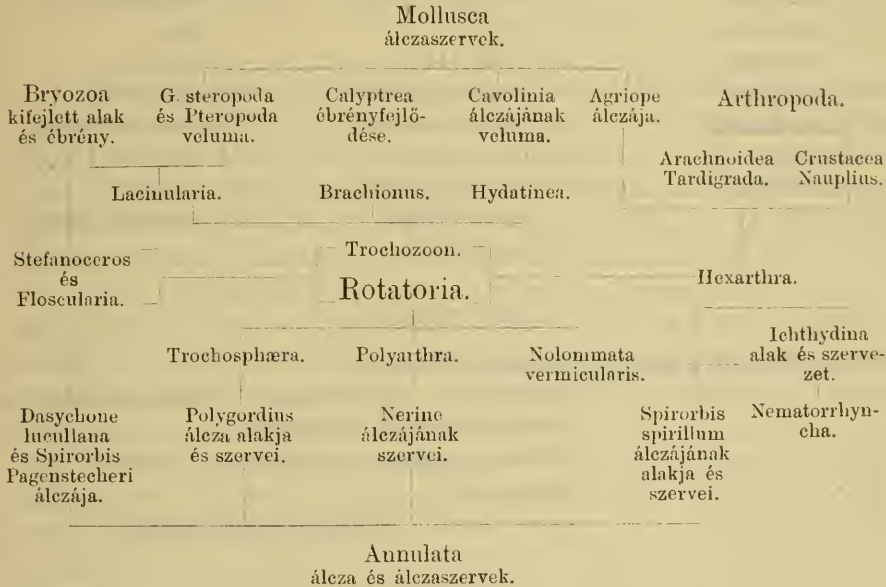 Mollusca
álczaszervek.
Bryozoa
kifejlett alak
és ébrény.
G. steropoda
és Pteropoda
veluma.
Calyptrea
ébrényfejlő-
dése.
Cavolinia
álczájának
veluma.
Agriope
álczája.
Arthropoda.
Arachnoidea
Tardigrada.
Crustacea
Nauplius.
Lacinularia.
Brachionus.
Hydatinea.
Stefanoceros
és
Floscularia.
Trochozoon.
Rotatoria.
Hexarthra.
Trochosphæra.
Polyarthra.
Nolommata
vermicularis.
Ichthydina
alak és szerve-
zet.
Dasychone
lucullana
és Spirorbis
Pagenstecheri
álczája.
Polygordius
álcza alakja
és szervei.
Nerine
álczájának
szervei.
Spirorbis
spirillum
álczájának
alakja és
szervei.
Nematorrhyn-
cha.
Annulata
álcza és álczaszervek.